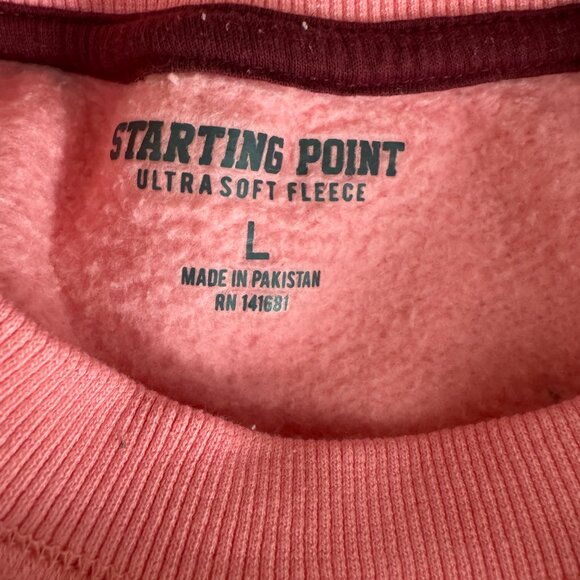 STARTING POINT
ULTRA SOFT FLEECE
L
MADE IN PAKISTAN
RN 141681